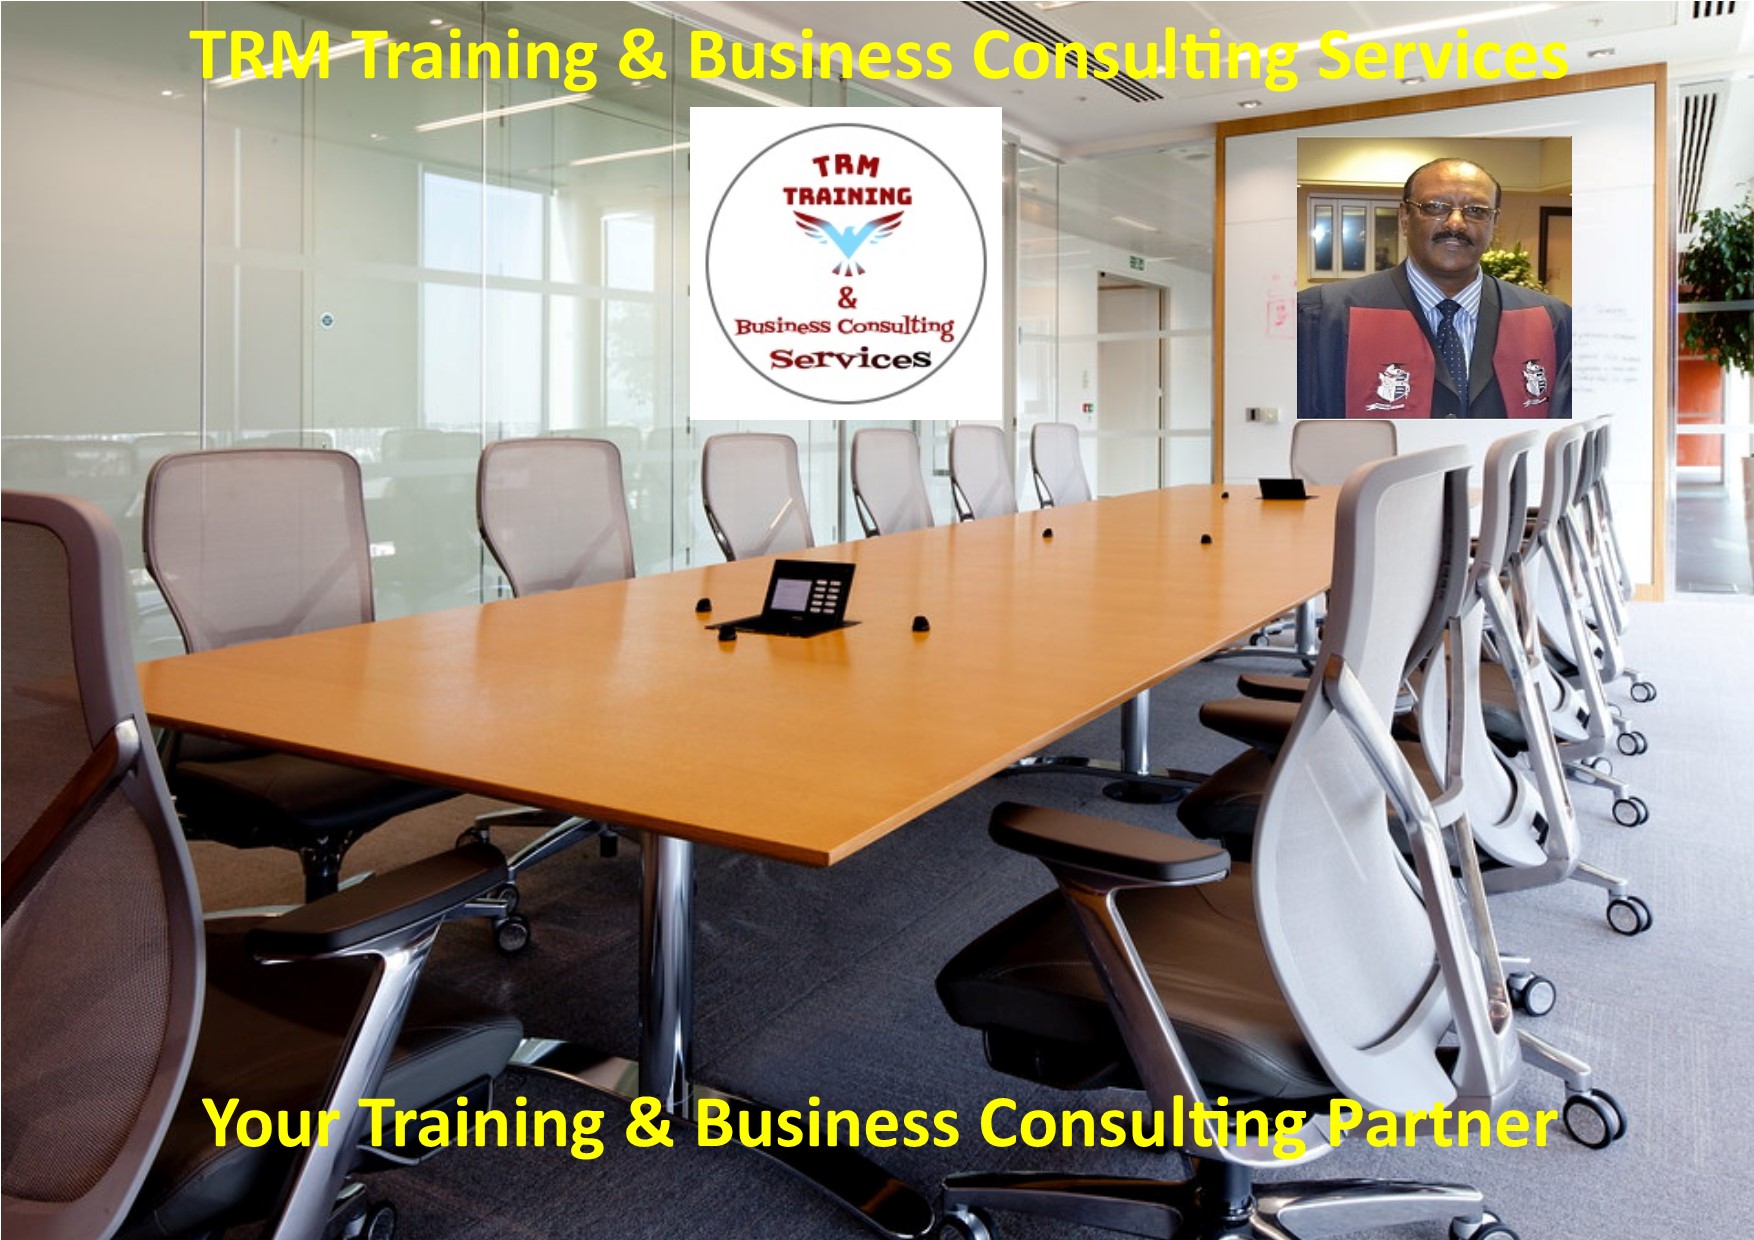 TRM Training & Business Consulting Services
TRM
TRAINING
&
Business Consulting
Services
Your Training & Business Consulting Partner